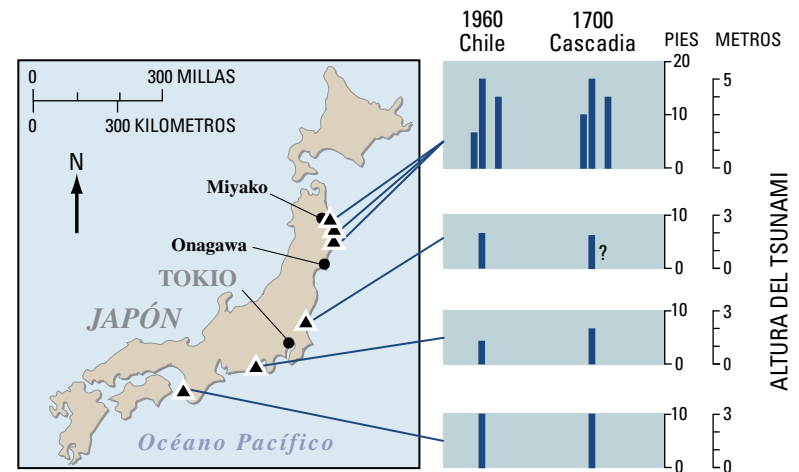 1960
Chile
1700
Cascadia
PIES
METROS
0
300 MILLAS
0
300 KILOMETROS
N
Miyako
Onagawa
TOKIO
JAPÓN
Océano Pacífico
20
10
0
5
0
10
0
3
0
?
10
0
3
0
10
0
3
0
ALTURA DEL TSUNAMI